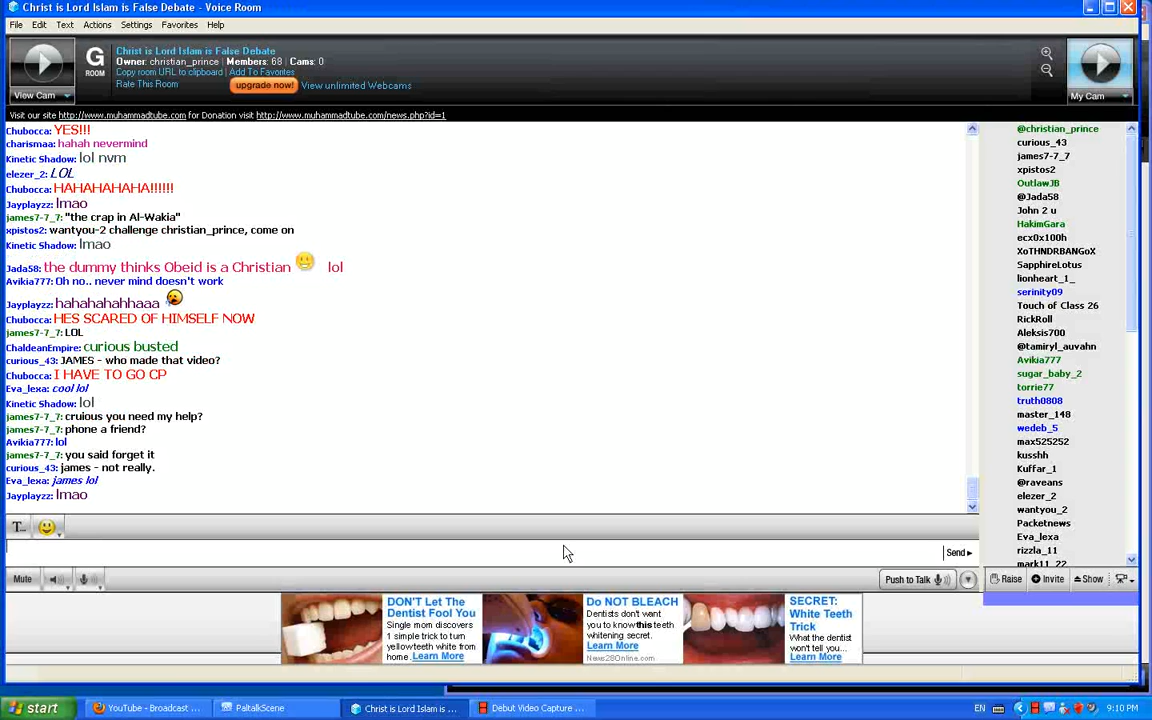 Christ is Lord Islam is False Debate - Voice Room
File Edit Text Actions Settings Favorites Help
View Cam
G
ROOM
Christ is Lord Islam is False Debate
Owner: christian_prince | Members: 68 | Cams: 0
Copy room URL to clipboard | Add To Favorites
Rate This Room
upgrade now! View unlimited Webcams
My Cam
Visit our site http://www.muhammadtube.com for Donation visit http://www.muhammadtube.com/news.php?id=1
Chubocca: YES!!!
charismaa: hahah nevermind
Kinetic Shadow: lol nvm
elezer_2: LOL
Chubocca: HAHAHAHAHA!!!!!!
Jayplayzz: lmao
james7-7_7: "the crap in Al-Wakia"
xpistos2: wantyou-2 challenge christian_prince, come on
Kinetic Shadow: lmao
Jada58: the dummy thinks Obeid is a Christian lol
Avikia777: Oh no.. never mind doesn't work
Jayplayzz: hahahahahhaaa
Chubocca: HES SCARED OF HIMSELF NOW
james7-7_7: LOL
ChaldeanEmpire: curious busted
curious_43: JAMES - who made that video?
Chubocca: I HAVE TO GO CP
Eva_lexa: cool lol
Kinetic Shadow: lol
james7-7_7: cruious you need my help?
james7-7_7: phone a friend?
Avikia777: lol
james7-7_7: you said forget it
curious_43: james - not really.
Eva_lexa: james lol
Jayplayzz: lmao
@christian_prince
curious_43
james7-7_7
xpistos2
OutlawJB
@Jada58
John 2 u
HakimGara
ecx0x100h
XoTHNDRBANGoX
SapphireLotus
lionheart_1_
serinity09
Touch of Class 26
RickRoll
Aleksis700
@tamiryl_auvahn
Avikia777
sugar_baby_2
torrie77
truth0808
master_148
wedeb_5
max525252
kusshh
Kuffar_1
@raveans
elezer_2
wantyou_2
Packetnews
Eva_lexa
rizzla_11
mark11_22
T...
Send
Mute
Push to Talk
Raise Invite Show
DON'T Let The
Dentist Fool You
Single mom discovers
1 simple trick to turn
yellow teeth white from
home. Learn More
Do NOT BLEACH
Dentists don't want
you to know this teeth
whitening secret.
Learn More
News28Online.com
SECRET:
White Teeth
Trick
What the dentist
won't tell you...
Learn More
start
YouTube - Broadcast ...
PaltalkScene
Christ is Lord Islam is ...
Debut Video Capture ...
EN
9:10 PM